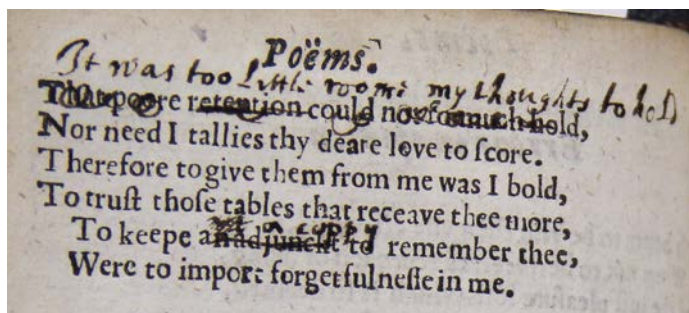 Poëms.
It was too little roome my thoughts to hold
That poore retention could not so much hold,
Nor need I tallies thy deare love to ſcore.
Therefore to give them from me was I bold,
To truſt thoſe tables that receave thee more,
a coppy
To keepe an adjunckt to remember thee,
Were to import forgetfulneſſe in me.